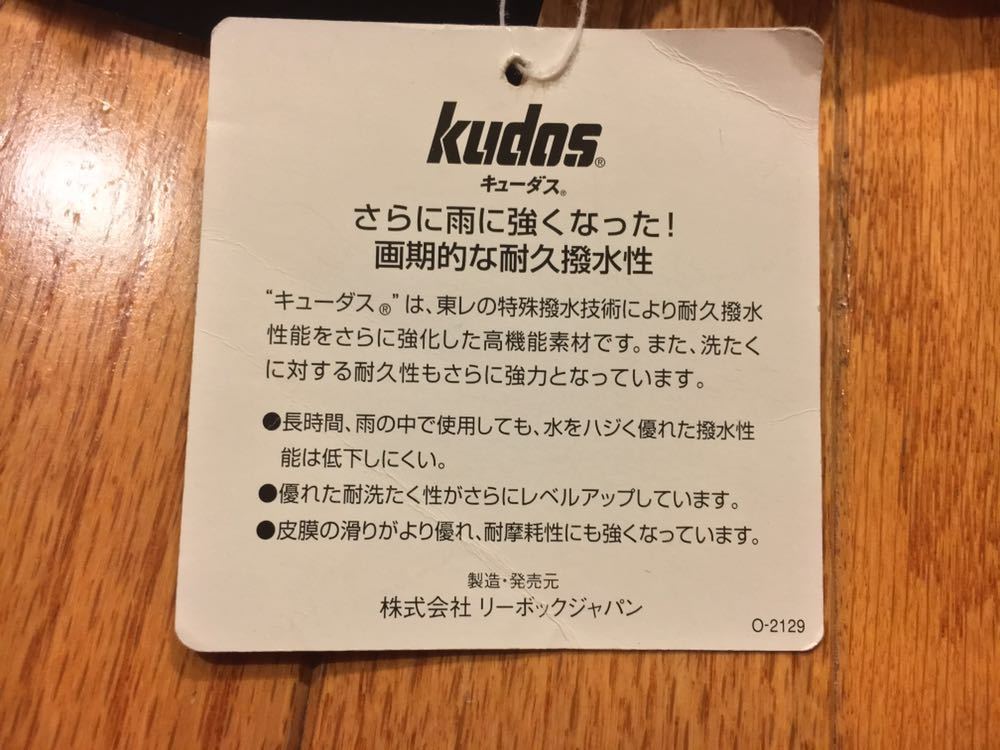 kudos®
キューダス®
さらに雨に強くなった!
画期的な耐久撥水性
“キューダス®”は、東レの特殊撥水技術により耐久撥水
性能をさらに強化した高機能素材です。また、洗たく
に対する耐久性もさらに強力となっています。
●長時間、雨の中で使用しても、水をハジく優れた撥水性
能は低下しにくい。
●優れた耐洗たく性がさらにレベルアップしています。
●皮膜の滑りがより優れ、耐摩耗性にも強くなっています。
製造・発売元
株式会社 リーボックジャパン
O-2129